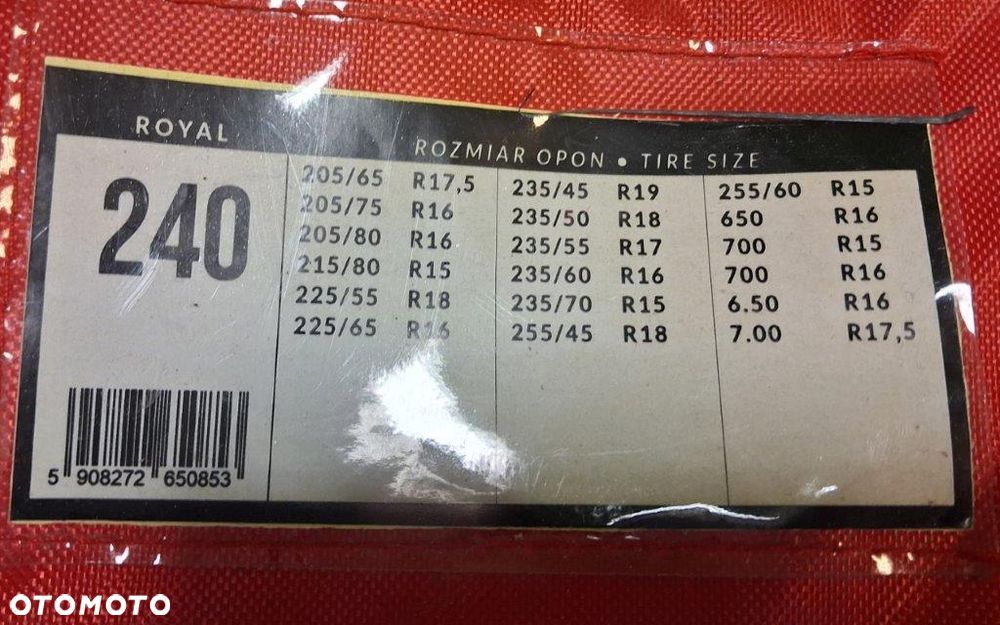 ROYAL
240
ROZMIAR OPON • TIRE SIZE
205/65 R17,5
205/75 R16
205/80 R16
215/80 R15
225/55 R18
225/65 R16
235/45 R19
235/50 R18
235/55 R17
235/60 R16
235/70 R15
255/45 R18
255/60 R15
650 R16
700 R15
700 R16
6.50 R16
7.00 R17,5
5 908272 650853
OTOMOTO